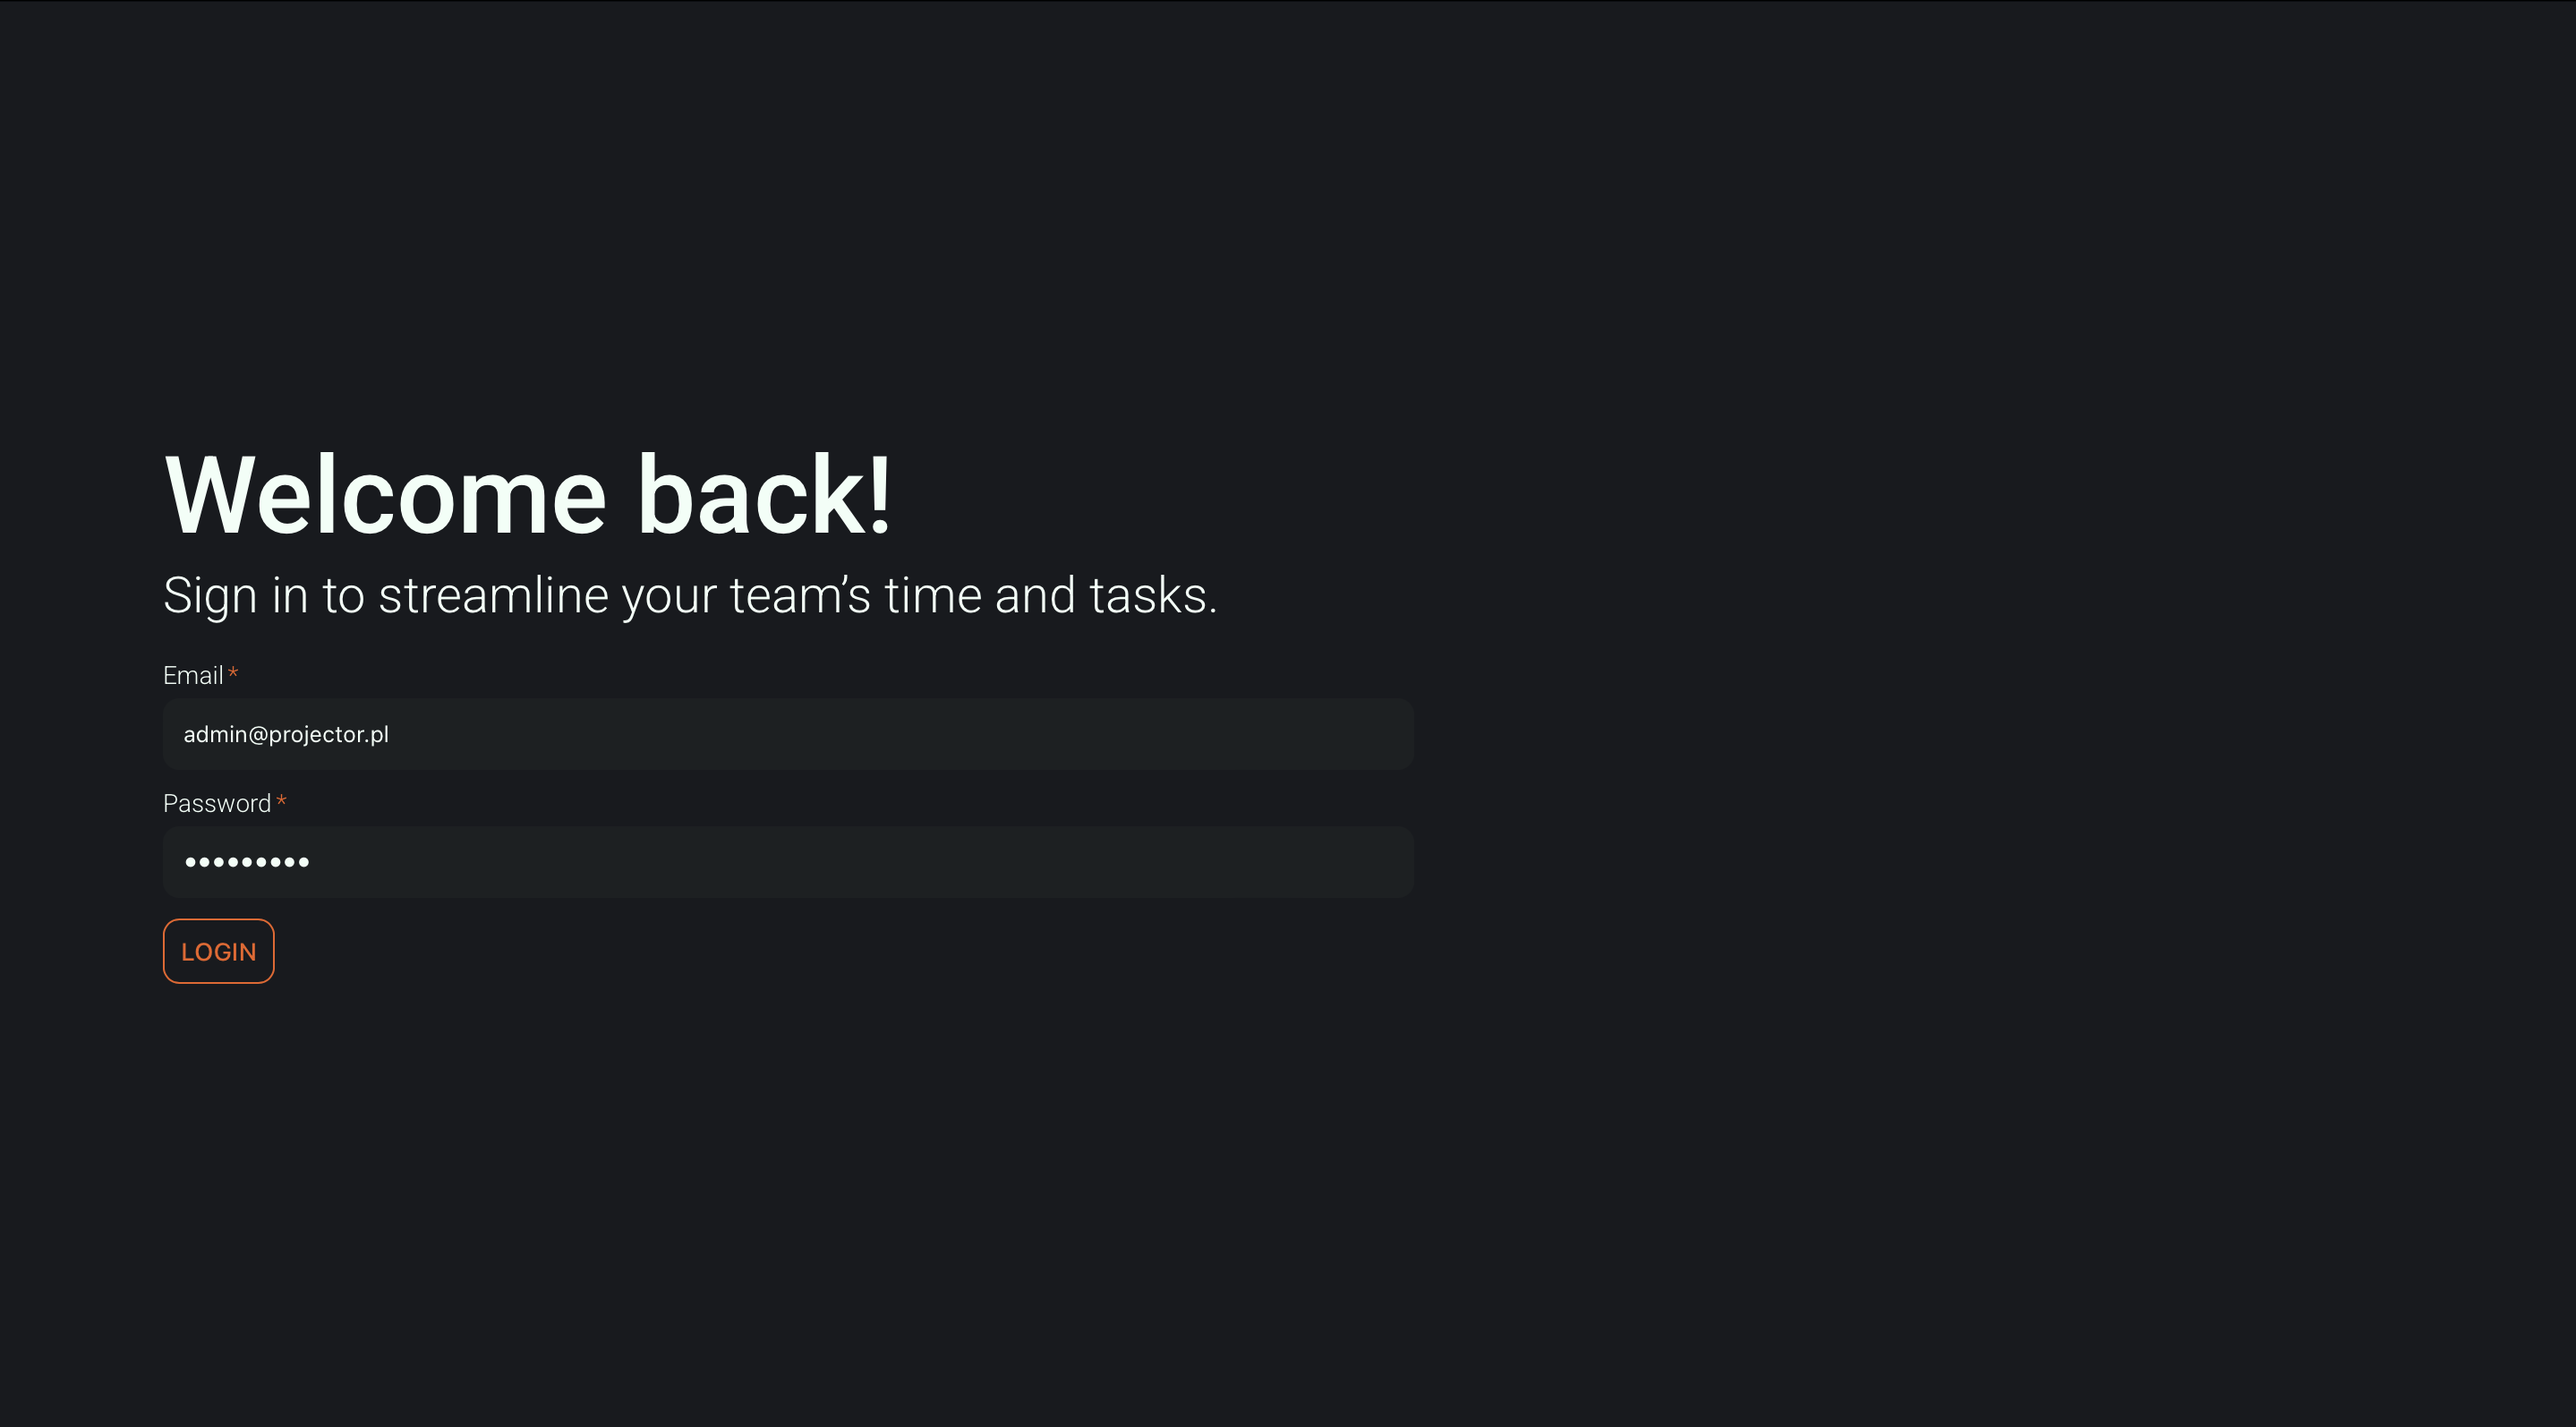 Welcome back!
Sign in to streamline your team’s time and tasks.
Email *
admin@projector.pl
Password *
•••••••••
LOGIN